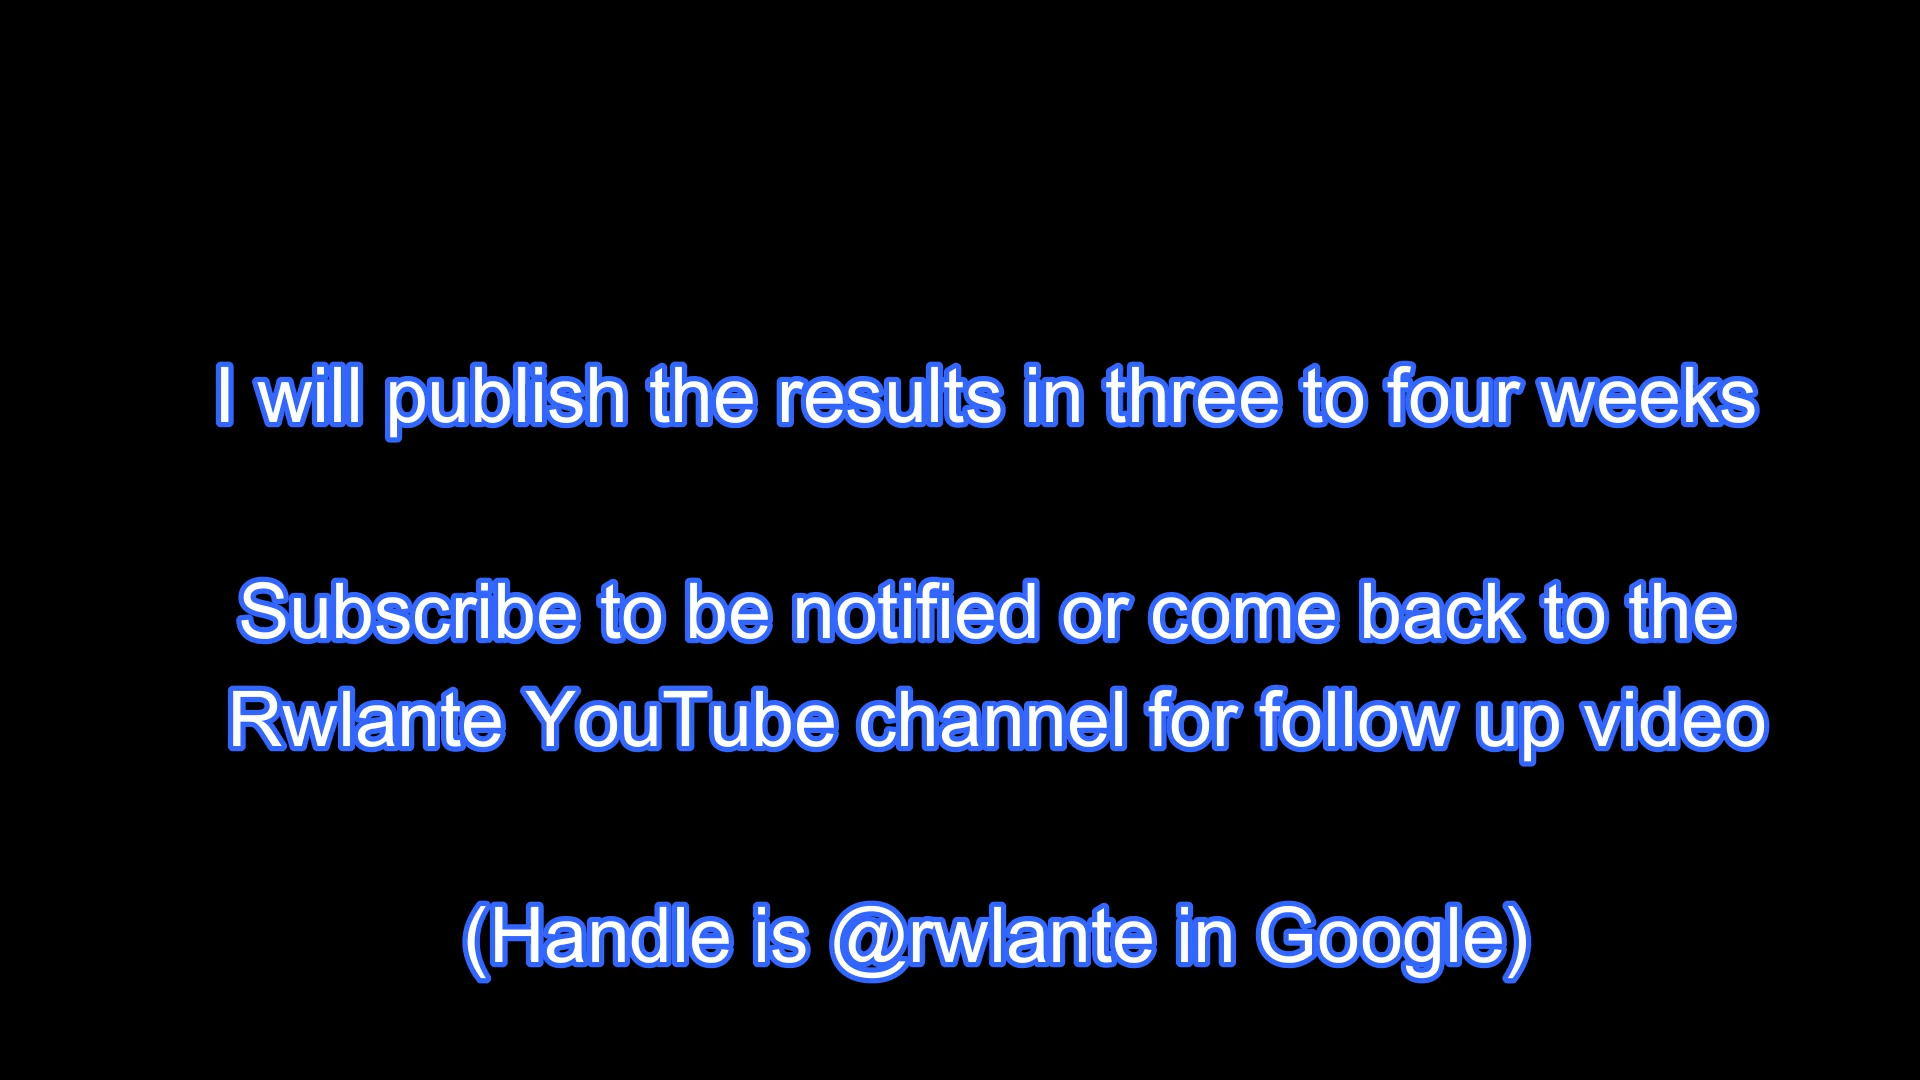 I will publish the results in three to four weeks
Subscribe to be notified or come back to the
Rwlante YouTube channel for follow up video
(Handle is @rwlante in Google)